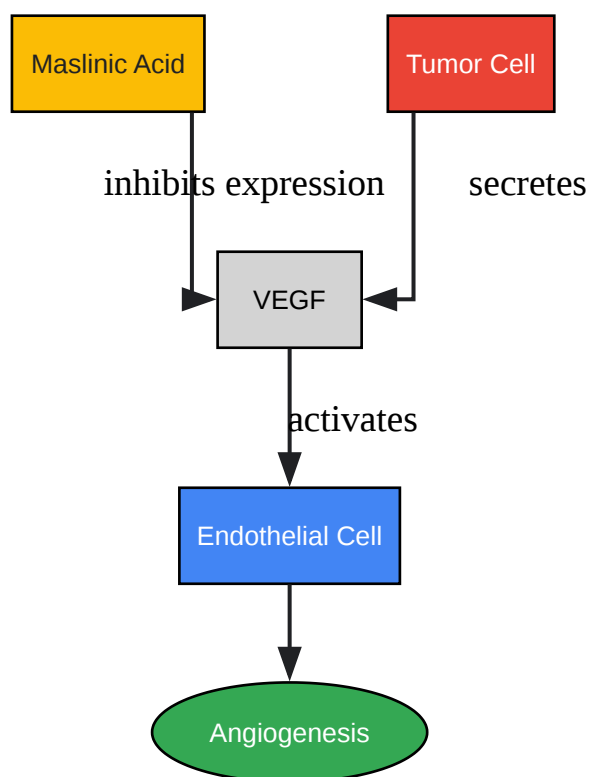 Maslinic Acid
Tumor Cell
inhibits expression
secretes
VEGF
activates
Endothelial Cell
Angiogenesis